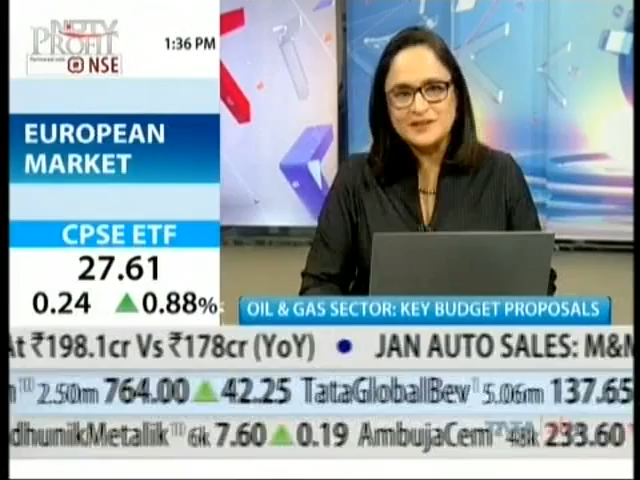 NDTV
PROFIT
Partnered with
NSE
1:36 PM
EUROPEAN
MARKET
CPSE ETF
27.61
0.24 ▲0.88%
OIL & GAS SECTOR: KEY BUDGET PROPOSALS
At ₹198.1cr Vs ₹178cr (YoY) ● JAN AUTO SALES: M&M
2.50m 764.00 ▲ 42.25 TataGlobalBev 5.06m 137.65
dhunikMetalik 6k 7.60 ▲ 0.19 AmbujaCem 48k 233.60